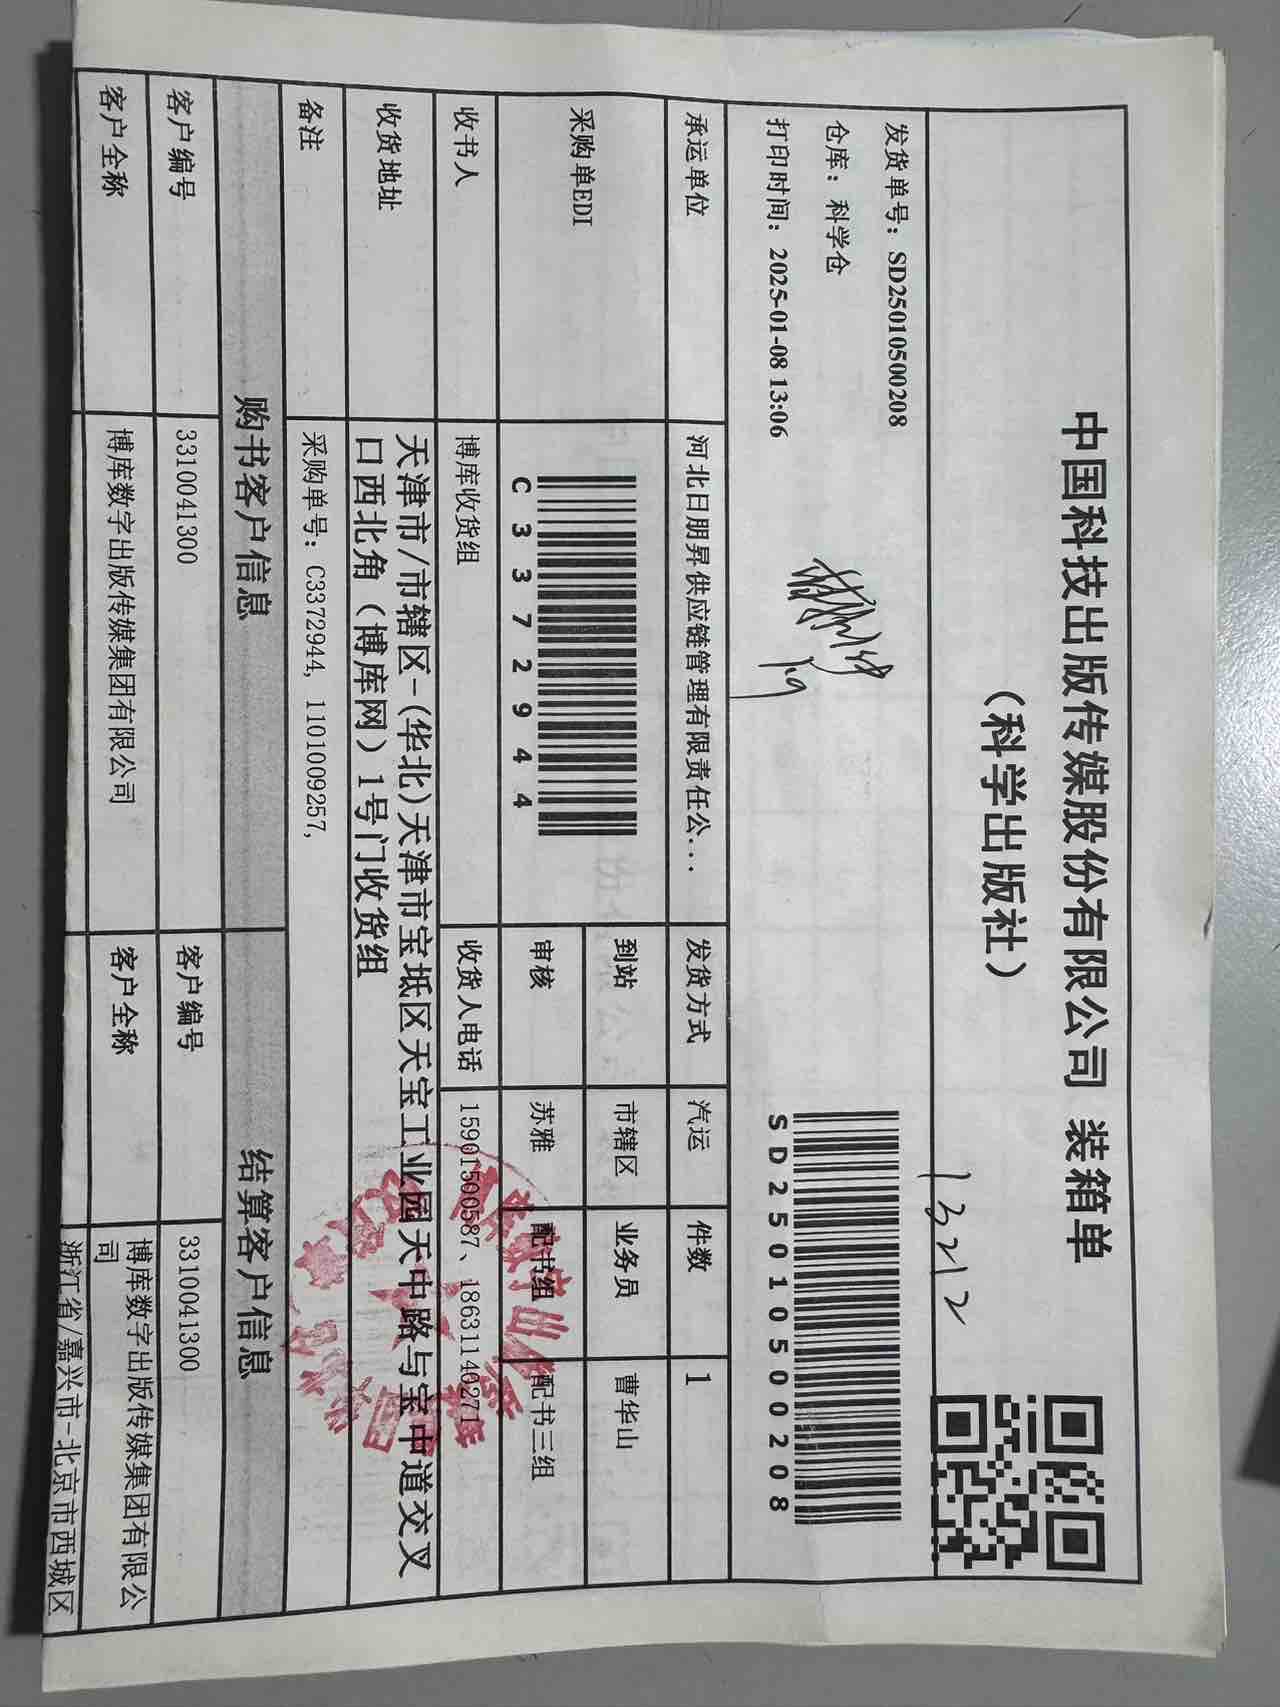 中国科技出版传媒股份有限公司 装箱单
（科学出版社）
13212
发货单号：SD25010500208
仓库：科学仓
打印时间：2025-01-08 13:06
1.9
SD25010500208
承运单位 河北日朋昇供应链管理有限责任公... 发货方式 汽运 件数 1
采购单EDI C3372944 到站 市辖区 业务员 曹华山
审核 苏雅 配书组 配书三组
收书人 博库收货组 收货人电话 15901500587、18631140271
收货地址 天津市/市辖区-(华北)天津市宝坻区天宝工业园天中路与宝中道交叉
口西北角（博库网）1号门收货组
备注 采购单号：C3372944, 1101009257,
购书客户信息 结算客户信息
客户编号 3310041300 客户编号 3310041300
客户全称 博库数字出版传媒集团有限公司 客户全称 博库数字出版传媒集团有限公
司
浙江省/嘉兴市-北京市西城区